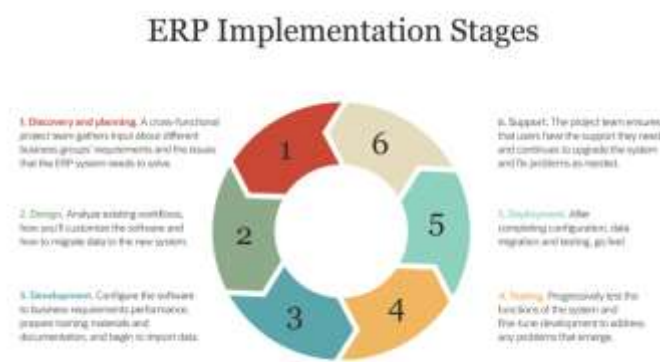 ERP Implementation Stages
1. Discovery and planning. A cross-functional
project team gathers input about different
business groups' requirements and the issues
that the ERP system needs to solve.
2. Design. Analyze existing workflows,
how you'll customize the software and
how to migrate data to the new system.
3. Development. Configure the software
to business requirements performance,
prepare training materials and
documentation, and begin to import data.
1
2
3
4
5
6
6. Support. The project team ensures
that users have the support they need
and continues to upgrade the system
and fix problems as needed.
5. Deployment. After
completing configuration, data
migration and testing, go live!
4. Testing. Progressively test the
functions of the system and
fine-tune development to address
any problems that emerge.